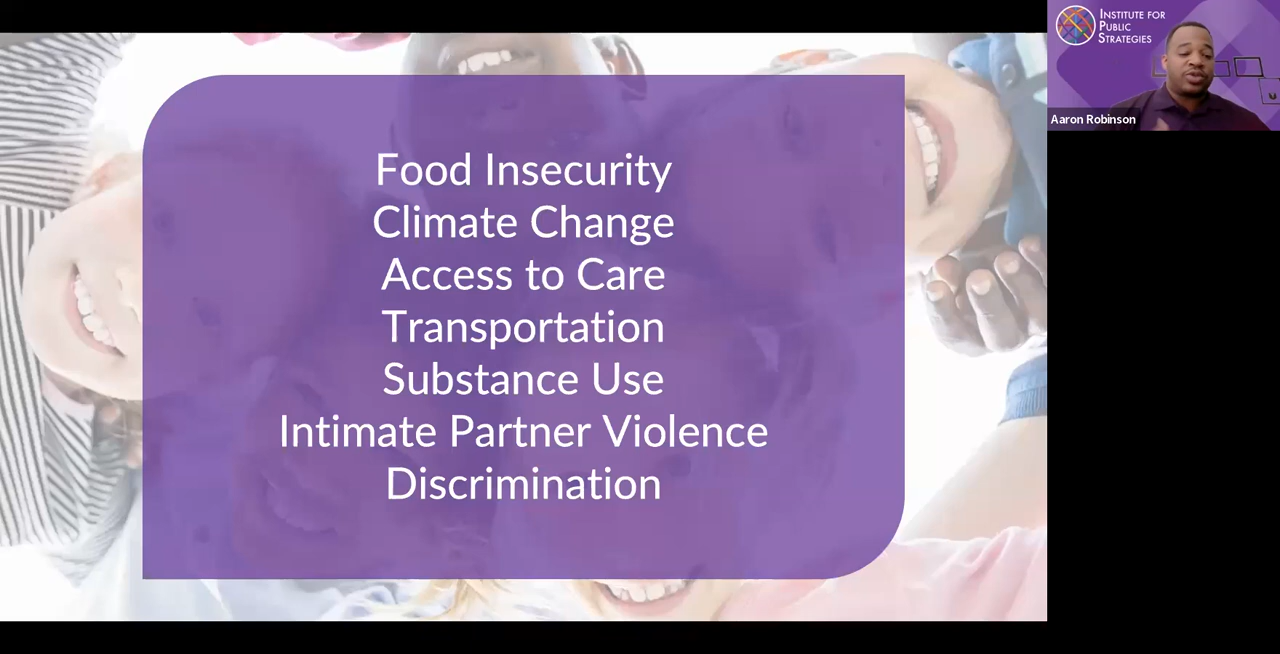 Food Insecurity
Climate Change
Access to Care
Transportation
Substance Use
Intimate Partner Violence
Discrimination
INSTITUTE FOR
PUBLIC
STRATEGIES
Aaron Robinson